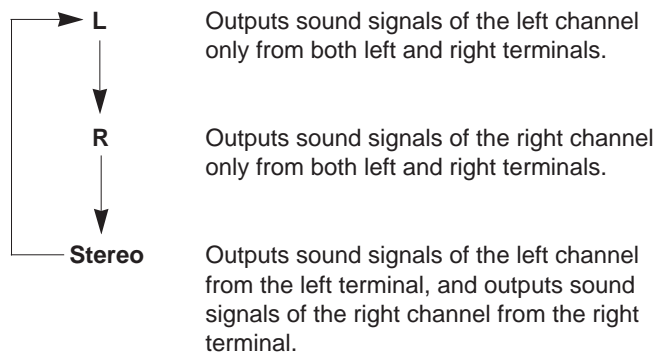 L Outputs sound signals of the left channel
only from both left and right terminals.
R Outputs sound signals of the right channel
only from both left and right terminals.
Stereo Outputs sound signals of the left channel
from the left terminal, and outputs sound
signals of the right channel from the right
terminal.